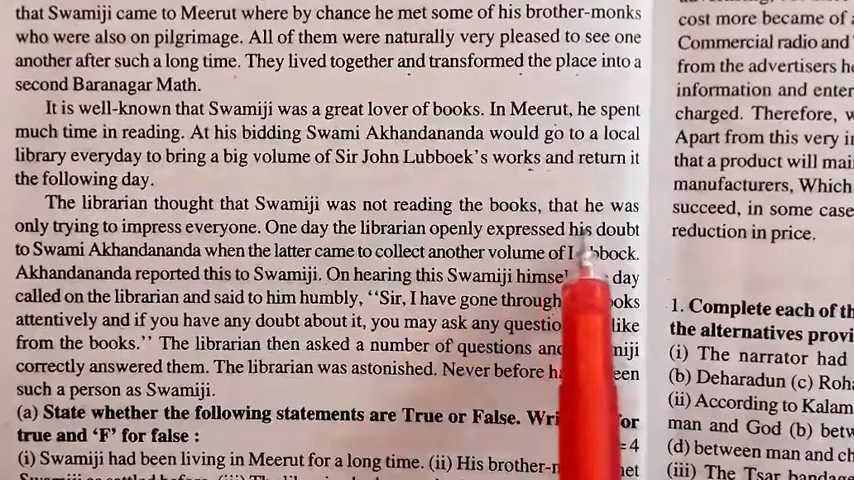 that Swamiji came to Meerut where by chance he met some of his brother-monks
who were also on pilgrimage. All of them were naturally very pleased to see one
another after such a long time. They lived together and transformed the place into a
second Baranagar Math.
It is well-known that Swamiji was a great lover of books. In Meerut, he spent
much time in reading. At his bidding Swami Akhandananda would go to a local
library everyday to bring a big volume of Sir John Lubboek's works and return it
the following day.
The librarian thought that Swamiji was not reading the books, that he was
only trying to impress everyone. One day the librarian openly expressed his doubt
to Swami Akhandananda when the latter came to collect another volume of
Akhandananda reported this to Swamiji. On hearing this Swamiji day
called on the librarian and said to him humbly, "Sir, I have gone through
attentively and if you have any doubt about it, you may ask any like
from the books." The librarian then asked a number of questions
correctly answered them. The librarian was astonished. Never before
such a person as Swamiji.
(a) State whether the following statements are True or False.
true and 'F' for false :
=4
(i) Swamiji had been living in Meerut for a long time. (ii) His
cost more became of
Commercial radio and
from the advertisers
information and
charged. Therefore,
Apart from this very
that a product will
manufacturers, Which
succeed, in some case
reduction in price.
1. Complete each of
the alternatives
(i) The narrator had
(b) Deharadun (c)
(ii) According to Kalam
man and God (b)
(d) between man and
(iii) The Tsar